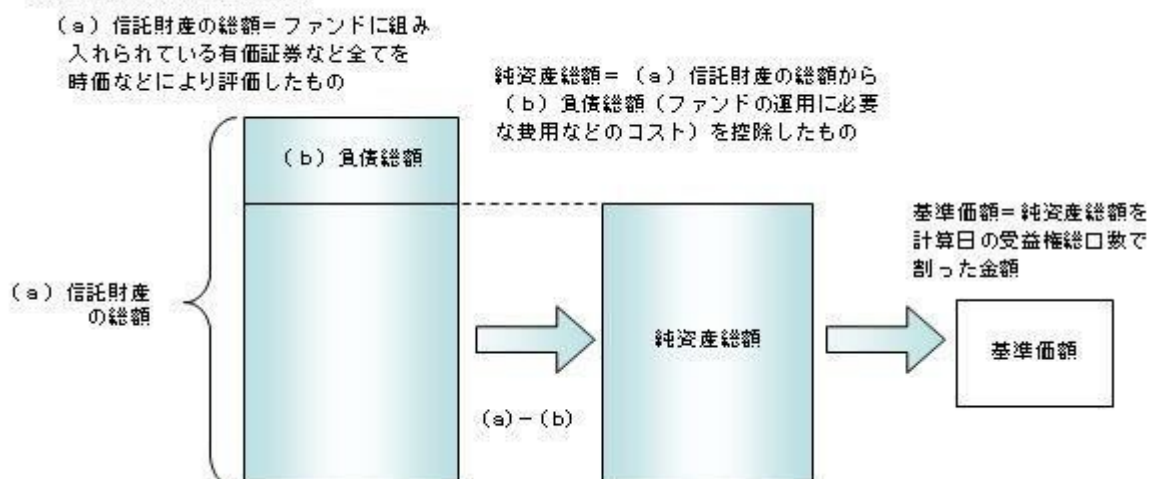 (a)信託財産の総額=ファンドに組み
入れられている有価証券など全てを
時価などにより評価したもの
純資産総額=(a)信託財産の総額から
(b)負債総額(ファンドの運用に必要
な費用などのコスト)を控除したもの
(b)負債総額
基準価額=純資産総額を
計算日の受益権総口数で
割った金額
(a)信託財産
の総額
純資産総額
基準価額
(a)-(b)